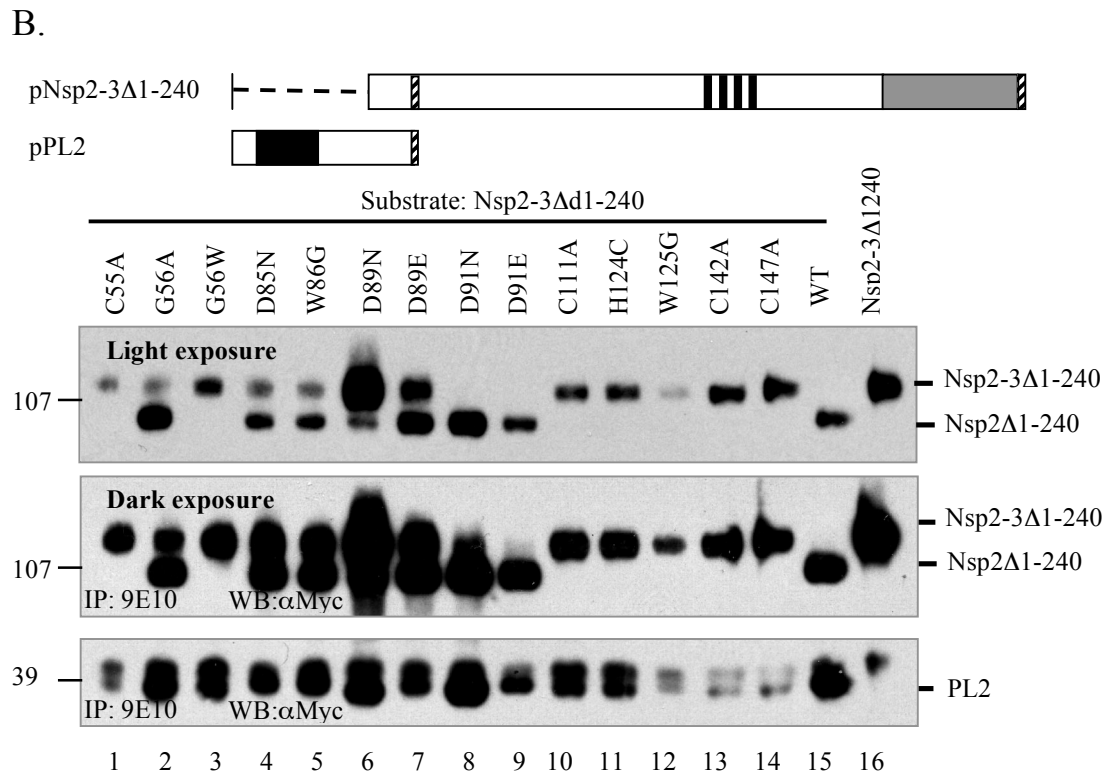 B.
pNsp2-3Δ1-240
pPL2
Substrate: Nsp2-3Δd1-240
C55A
G56A
G56W
D85N
W86G
D89N
D89E
D91N
D91E
C111A
H124C
W125G
C142A
C147A
WT
Nsp2-3Δ1240
Light exposure
107
Nsp2-3Δ1-240
Nsp2Δ1-240
Dark exposure
Nsp2-3Δ1-240
107
Nsp2Δ1-240
IP: 9E10 WB:αMyc
39
PL2
IP: 9E10 WB:αMyc
1 2 3 4 5 6 7 8 9 10 11 12 13 14 15 16